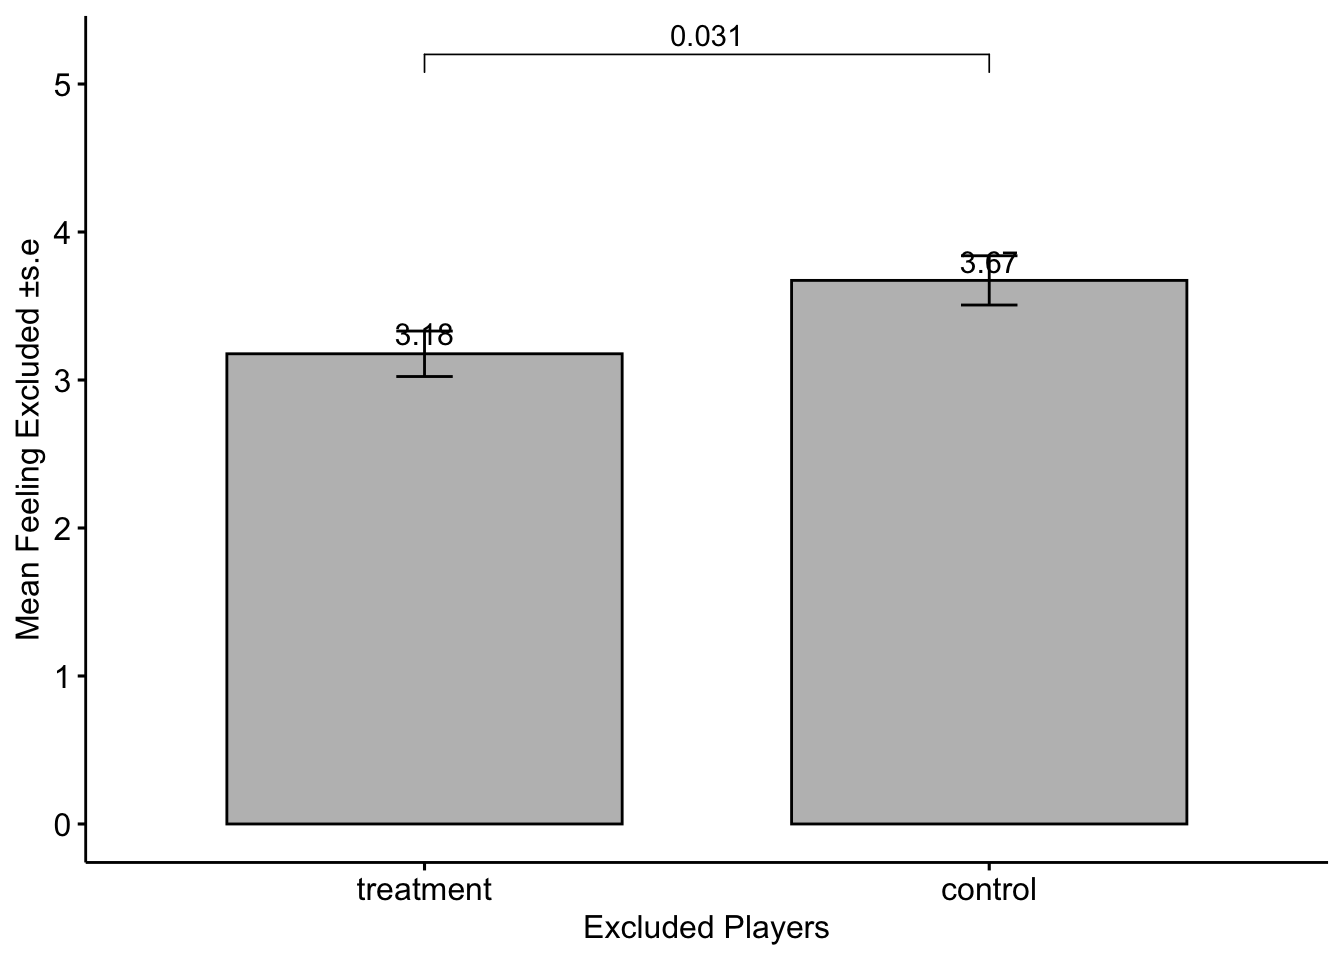 0.031
5
4
3
2
1
0
Mean Feeling Excluded ±s.e
3.18
3.67
treatment
control
Excluded Players